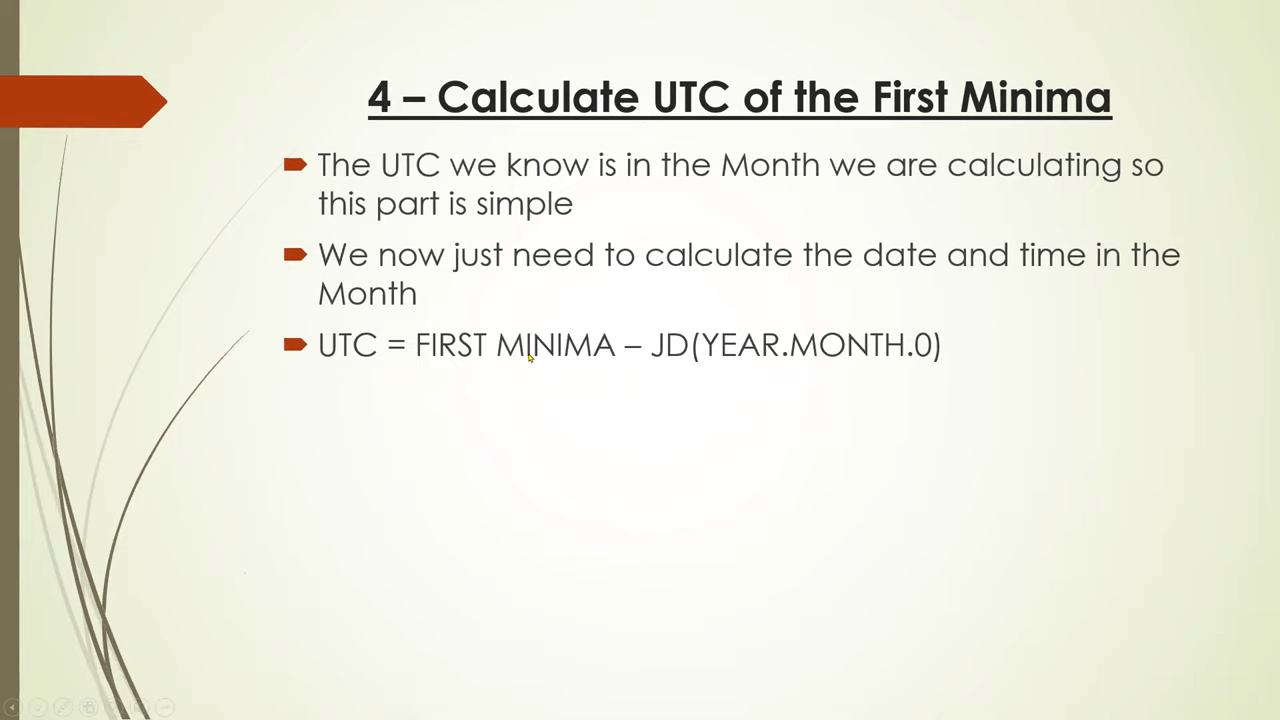 4 – Calculate UTC of the First Minima
The UTC we know is in the Month we are calculating so
this part is simple
We now just need to calculate the date and time in the
Month
UTC = FIRST MINIMA – JD(YEAR.MONTH.0)